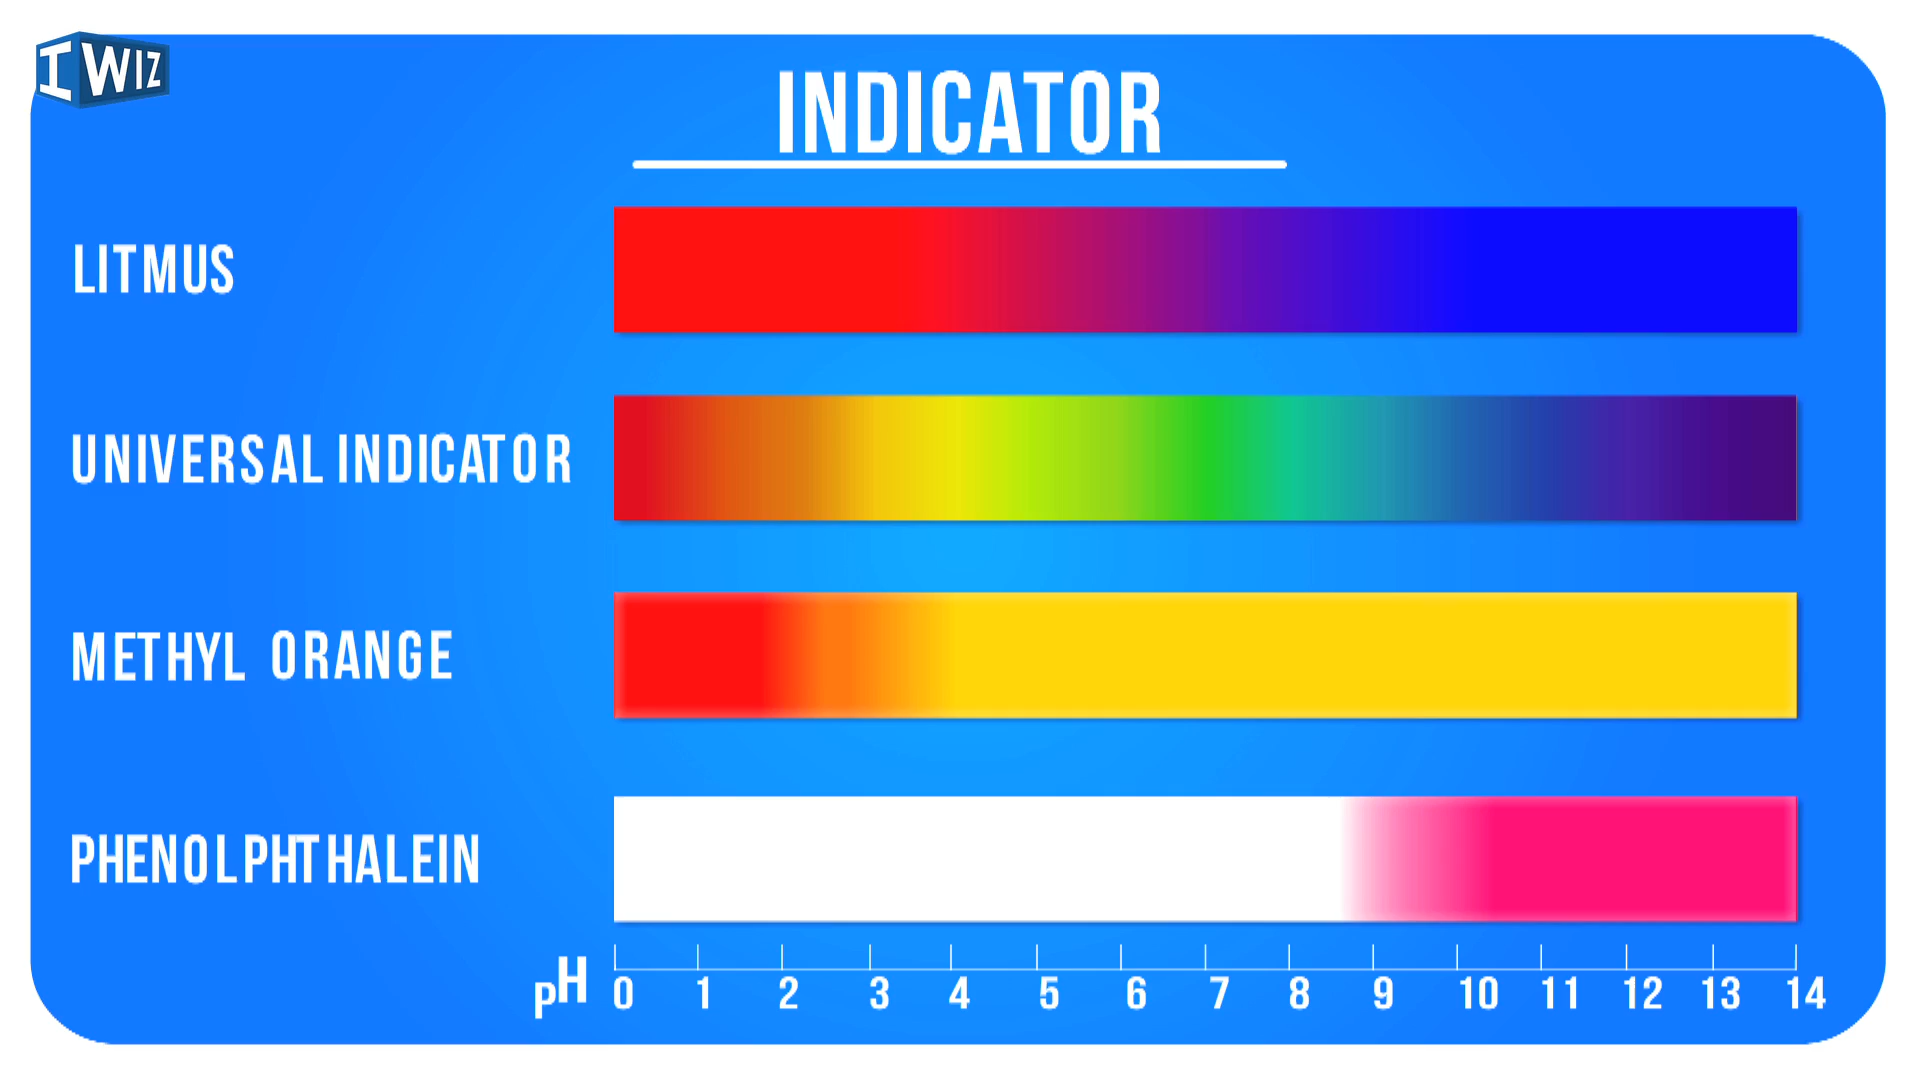 IWIZ
INDICATOR
LITMUS
UNIVERSAL INDICATOR
METHYL ORANGE
PHENOLPHTHALEIN
pH 0 1 2 3 4 5 6 7 8 9 10 11 12 13 14